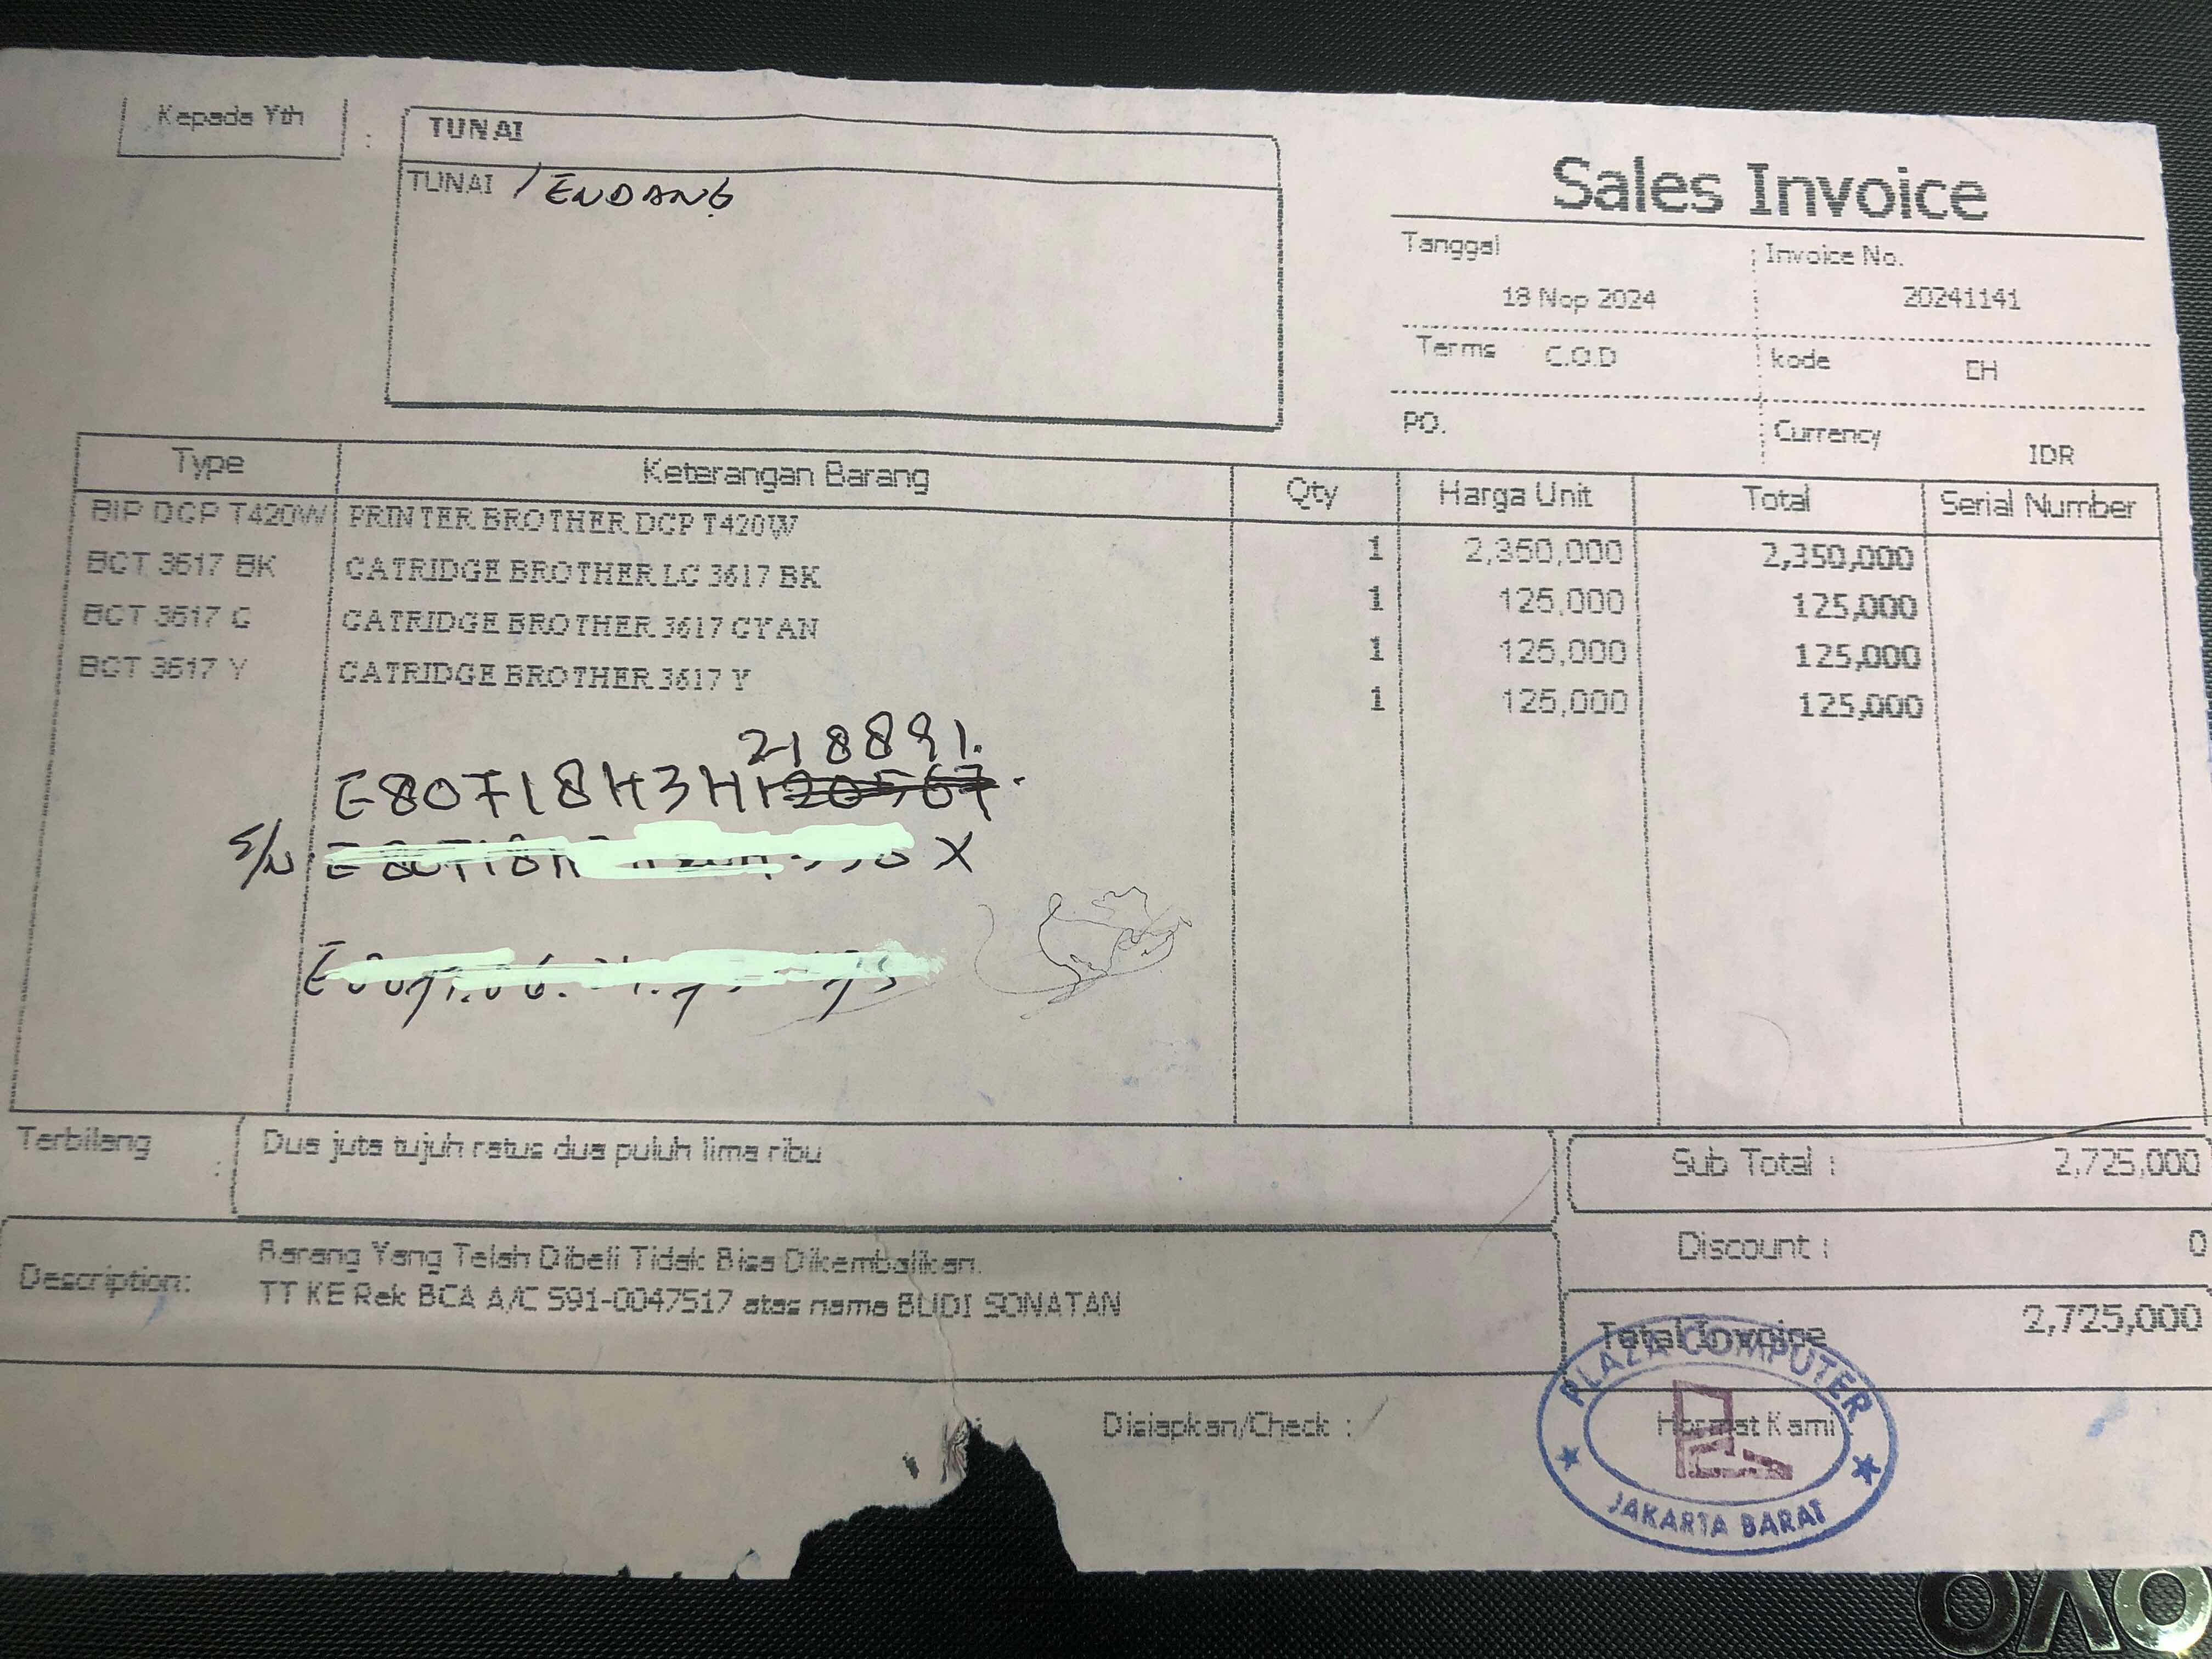 Kepada Yth :
TUNAI
TUNAI / ENDANG
Sales Invoice
Tanggal Invoice No.
18 Nop 2024 20241141
Terms C.O.D kode EH
PO. Currency IDR
Type Keterangan Barang Qty Harga Unit Total Serial Number
BIP DCP T420W PRINTER BROTHER DCP T420W 1 2,350,000 2,350,000
BCT 3617 BK CATRIDGE BROTHER LC 3617 BK 1 125,000 125,000
BCT 3617 C CATRIDGE BROTHER 3617 CYAN 1 125,000 125,000
BCT 3617 Y CATRIDGE BROTHER 3617 Y 1 125,000 125,000
218891.
E80718H3H1
S/N X
Terbilang : Dua juta tujuh ratus dua puluh lima ribu
Sub Total : 2,725,000
Discount : 0
Description: Barang Yang Telah Dibeli Tidak Bisa Dikembalikan.
TT KE Rek BCA A/C 591-0047517 atas nama BUDI SONATAN
Total Invoice 2,725,000
Disiapkan/Check :
Hormat Kami
PLAZA COMPUTER
JAKARTA BARAT
OVO